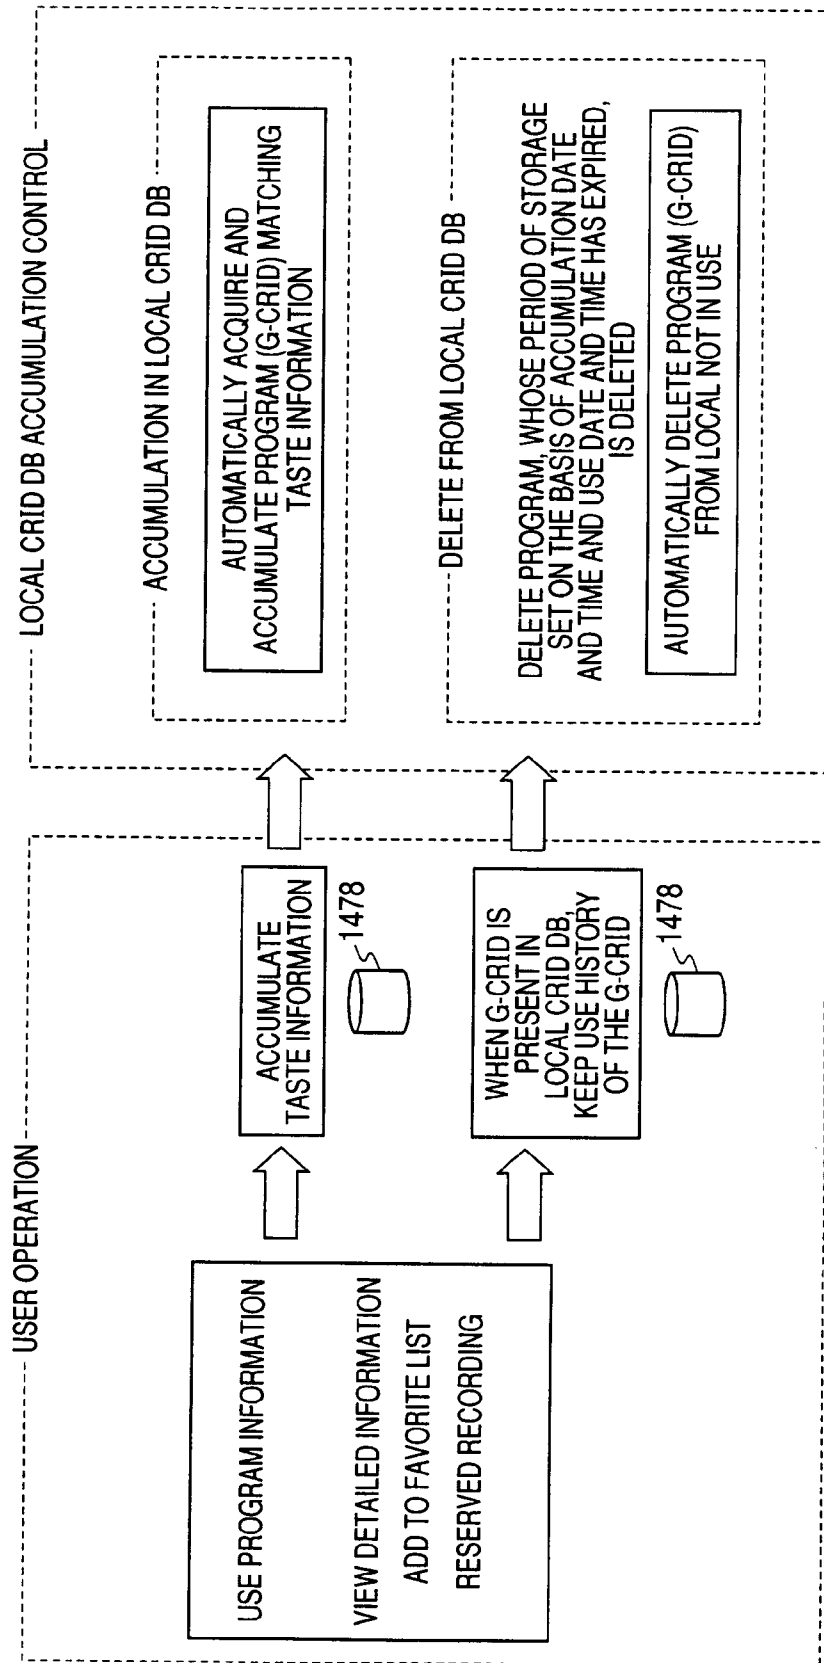 USER OPERATION
USE PROGRAM INFORMATION
VIEW DETAILED INFORMATION
ADD TO FAVORITE LIST
RESERVED RECORDING
ACCUMULATE
TASTE INFORMATION
1478
WHEN G-CRID IS
PRESENT IN
LOCAL CRID DB,
KEEP USE HISTORY
OF THE G-CRID
1478
LOCAL CRID DB ACCUMULATION CONTROL
ACCUMULATION IN LOCAL CRID DB
AUTOMATICALLY ACQUIRE AND
ACCUMULATE PROGRAM (G-CRID) MATCHING
TASTE INFORMATION
DELETE FROM LOCAL CRID DB
DELETE PROGRAM, WHOSE PERIOD OF STORAGE
SET ON THE BASIS OF ACCUMULATION DATE
AND TIME AND USE DATE AND TIME HAS EXPIRED,
IS DELETED
AUTOMATICALLY DELETE PROGRAM (G-CRID)
FROM LOCAL NOT IN USE